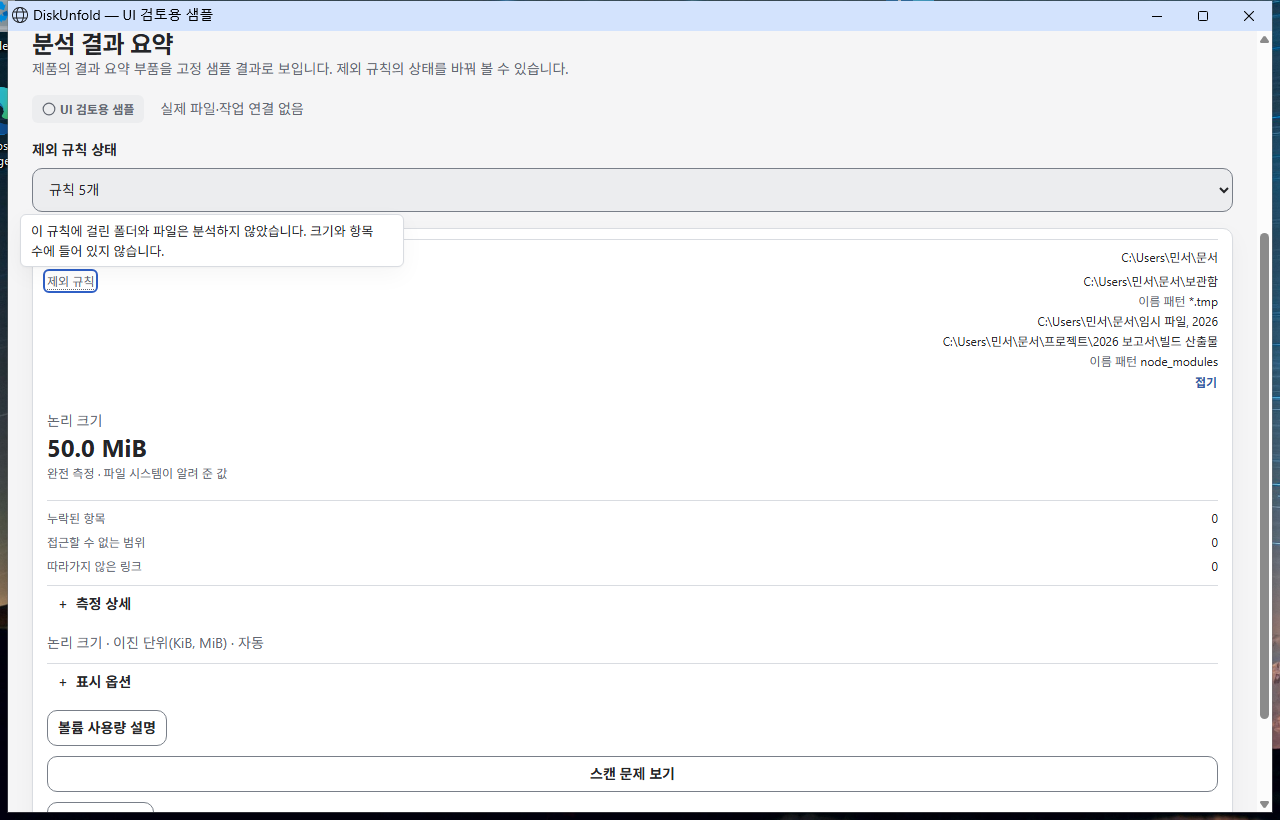 DiskUnfold — UI 검토용 샘플
분석 결과 요약
제품의 결과 요약 부품을 고정 샘플 결과로 보입니다. 제외 규칙의 상태를 바꿔 볼 수 있습니다.
UI 검토용 샘플
실제 파일·작업 연결 없음
제외 규칙 상태
규칙 5개
이 규칙에 걸린 폴더와 파일은 분석하지 않았습니다. 크기와 항목
수에 들어 있지 않습니다.
C:\Users\민서\문서
제외 규칙
C:\Users\민서\문서\보관함
이름 패턴 *.tmp
C:\Users\민서\문서\임시 파일, 2026
C:\Users\민서\문서\프로젝트\2026 보고서\빌드 산출물
이름 패턴 node_modules
접기
논리 크기
50.0 MiB
완전 측정 · 파일 시스템이 알려 준 값
누락된 항목 0
접근할 수 없는 범위 0
따라가지 않은 링크 0
+ 측정 상세
논리 크기 · 이진 단위(KiB, MiB) · 자동
+ 표시 옵션
볼륨 사용량 설명
스캔 문제 보기